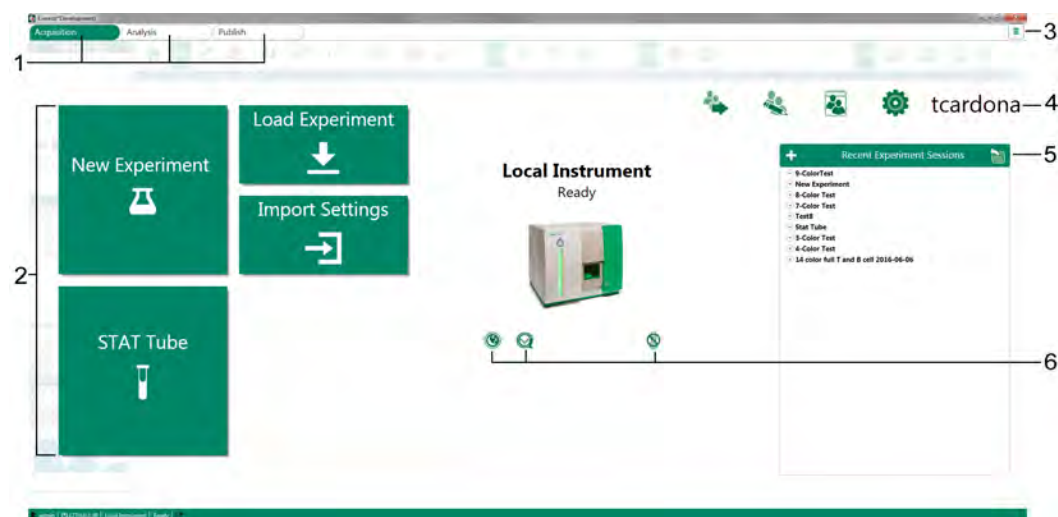 Acquisition Analysis Publish
3
1
4
tcardona
Load Experiment
New Experiment
Import Settings
Local Instrument
Ready
5
Recent Experiment Sessions
9-ColorTest
New Experiment
8-Color Test
7-Color Test
Test8
Stat Tube
3-Color Test
4-Color Test
14 color full T and B cell 2016-06-06
2
STAT Tube
6